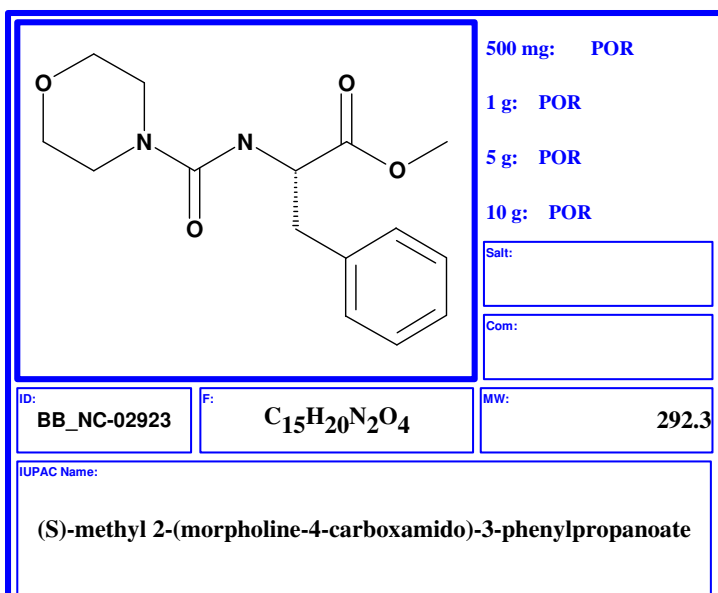 O
O
N
N
O
O
500 mg: POR
1 g: POR
5 g: POR
10 g: POR
Salt:
Com:
ID:
BB_NC-02923
F:
C15H20N2O4
MW:
292.3
IUPAC Name:
(S)-methyl 2-(morpholine-4-carboxamido)-3-phenylpropanoate